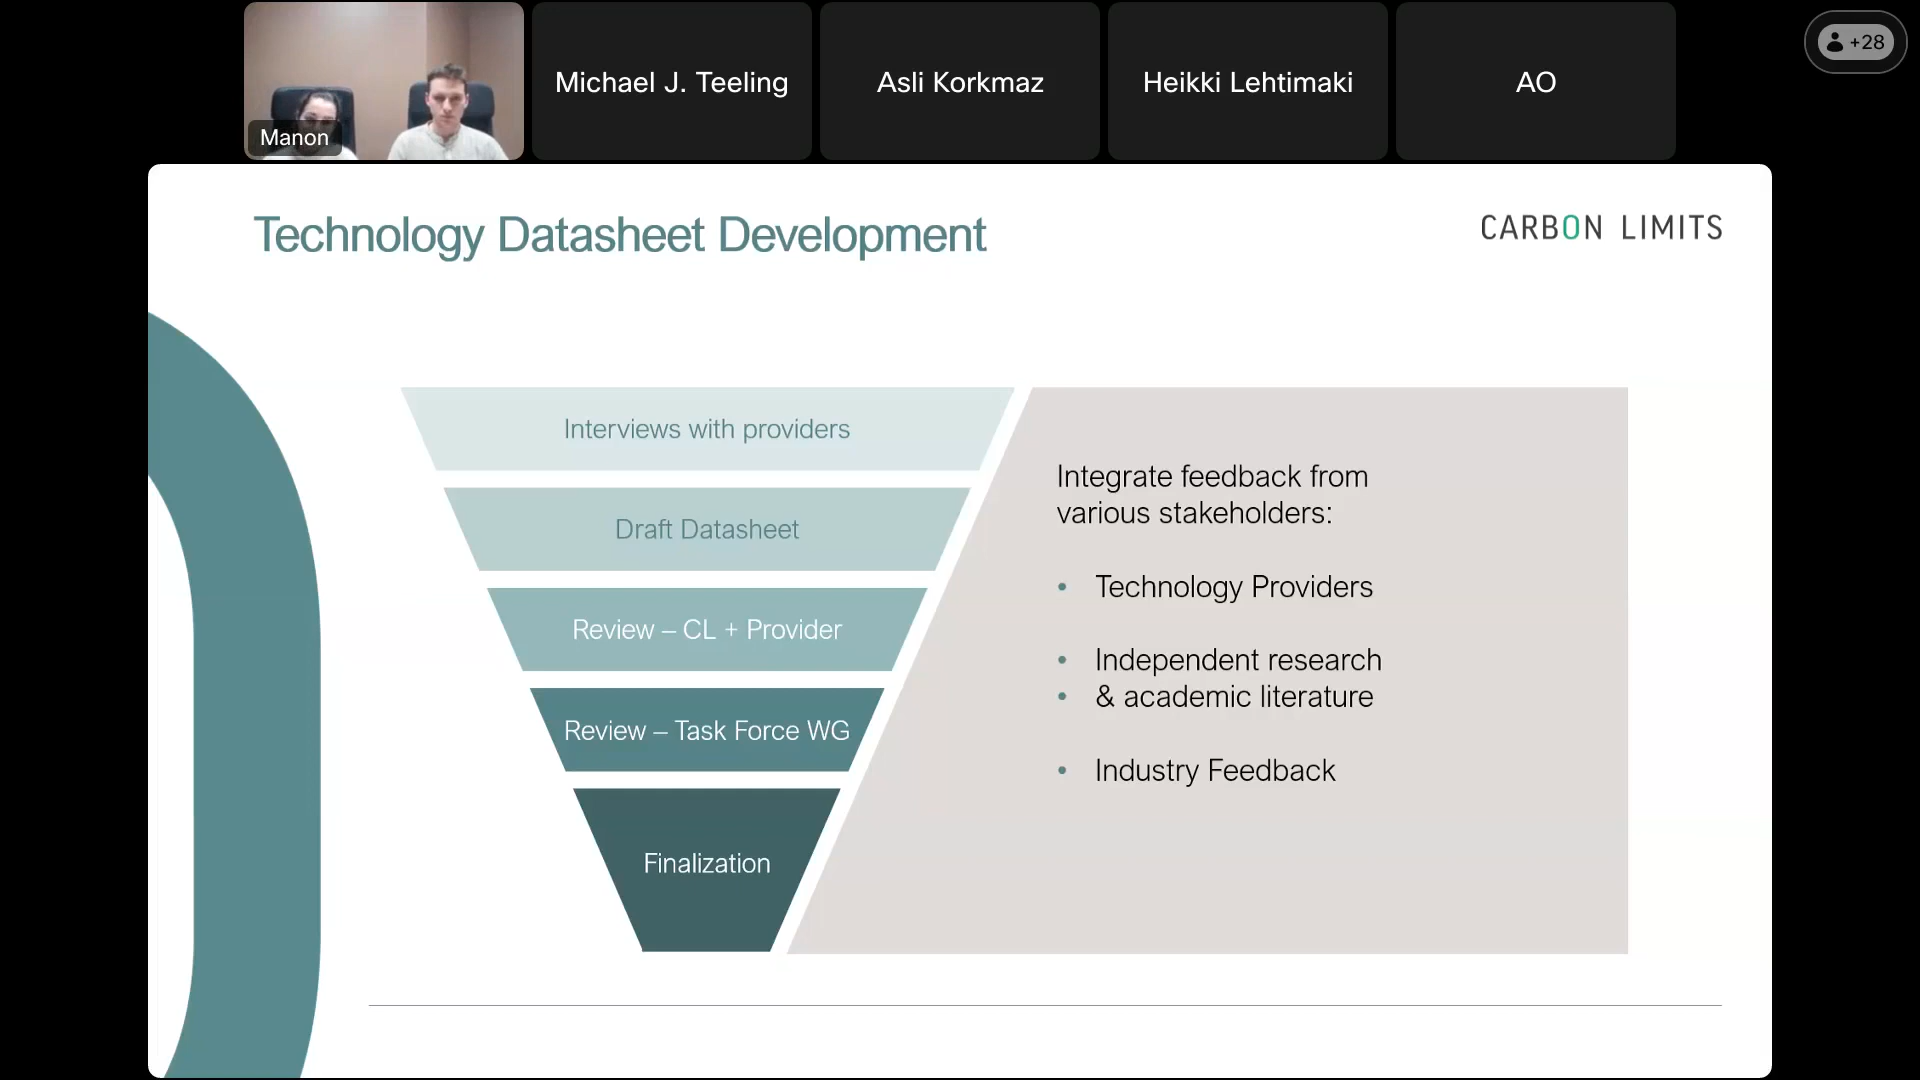 Manon
Michael J. Teeling
Asli Korkmaz
Heikki Lehtimaki
AO
+28
Technology Datasheet Development
CARBON LIMITS
Interviews with providers
Draft Datasheet
Review – CL + Provider
Review – Task Force WG
Finalization
Integrate feedback from
various stakeholders:
• Technology Providers
• Independent research
• & academic literature
• Industry Feedback